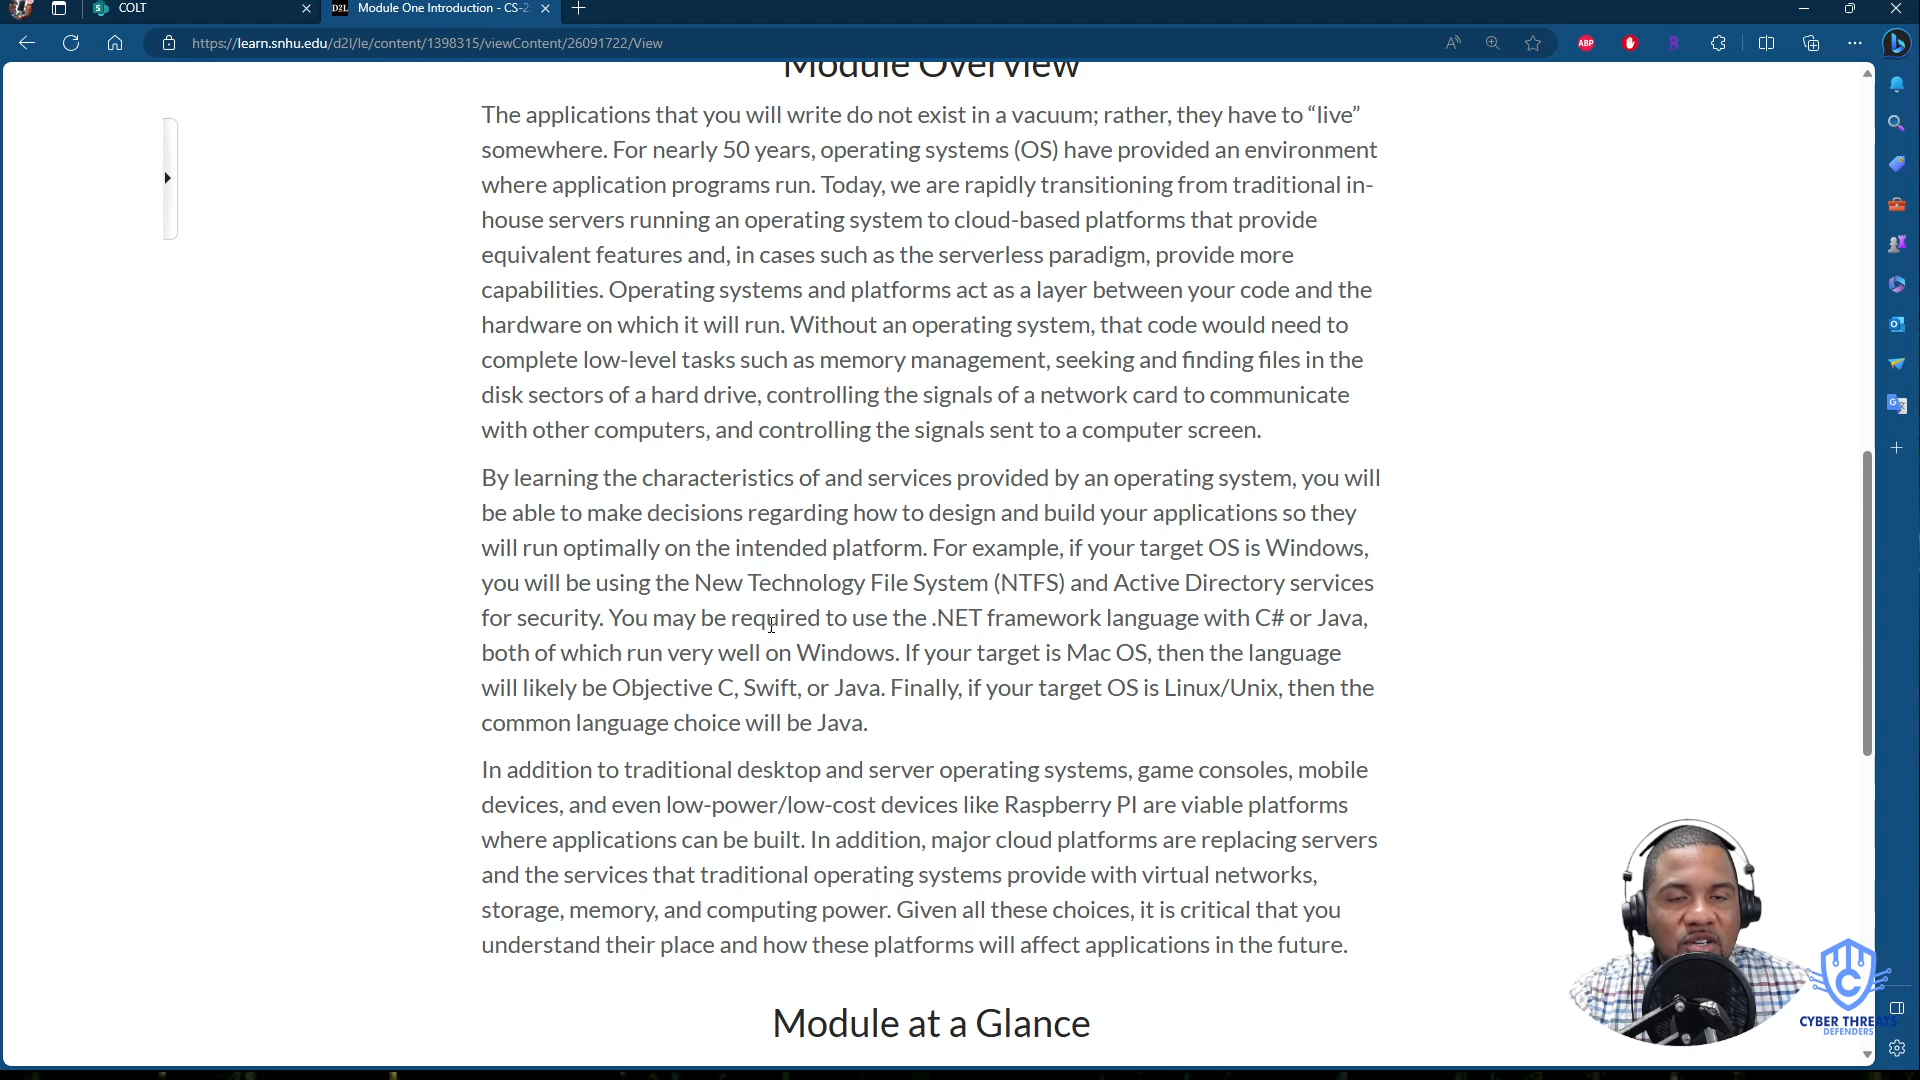 COLT
Module One Introduction - CS-2
https://learn.snhu.edu/d2l/le/content/1398315/viewContent/26091722/View
Module Overview
The applications that you will write do not exist in a vacuum; rather, they have to “live”
somewhere. For nearly 50 years, operating systems (OS) have provided an environment
where application programs run. Today, we are rapidly transitioning from traditional in-
house servers running an operating system to cloud-based platforms that provide
equivalent features and, in cases such as the serverless paradigm, provide more
capabilities. Operating systems and platforms act as a layer between your code and the
hardware on which it will run. Without an operating system, that code would need to
complete low-level tasks such as memory management, seeking and finding files in the
disk sectors of a hard drive, controlling the signals of a network card to communicate
with other computers, and controlling the signals sent to a computer screen.
By learning the characteristics of and services provided by an operating system, you will
be able to make decisions regarding how to design and build your applications so they
will run optimally on the intended platform. For example, if your target OS is Windows,
you will be using the New Technology File System (NTFS) and Active Directory services
for security. You may be required to use the .NET framework language with C# or Java,
both of which run very well on Windows. If your target is Mac OS, then the language
will likely be Objective C, Swift, or Java. Finally, if your target OS is Linux/Unix, then the
common language choice will be Java.
In addition to traditional desktop and server operating systems, game consoles, mobile
devices, and even low-power/low-cost devices like Raspberry PI are viable platforms
where applications can be built. In addition, major cloud platforms are replacing servers
and the services that traditional operating systems provide with virtual networks,
storage, memory, and computing power. Given all these choices, it is critical that you
understand their place and how these platforms will affect applications in the future.
Module at a Glance
CYBER THREATS
DEFENDERS
D2L
ABP